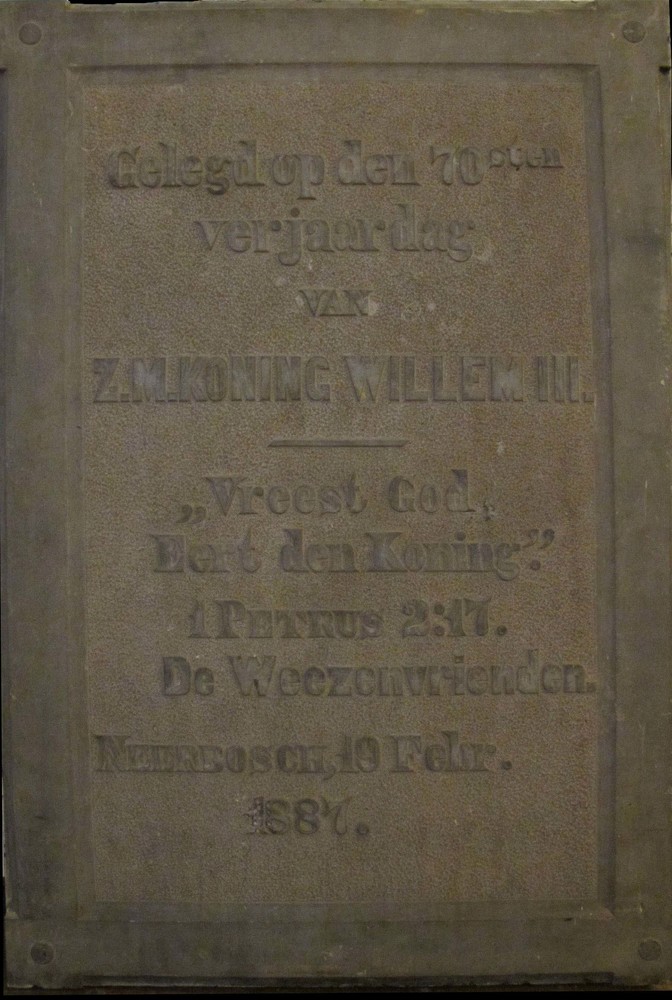 Gelegd op den 70sten
verjaardag
VAN
Z.M. KONING WILLEM III.
„Vreest God,
Eert den Koning”.
1 PETRUS 2:17.
De Weezenvrienden.
NEERBOSCH, 19 Febr.
1887.